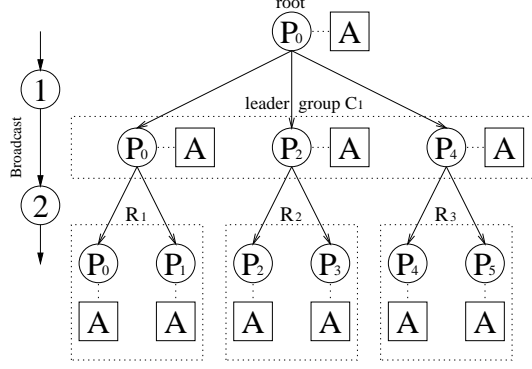 root
P0 A
1
leader group C1
Broadcast
P0 A P2 A P4 A
2
R1 R2 R3
P0 P1 P2 P3 P4 P5
A A A A A A